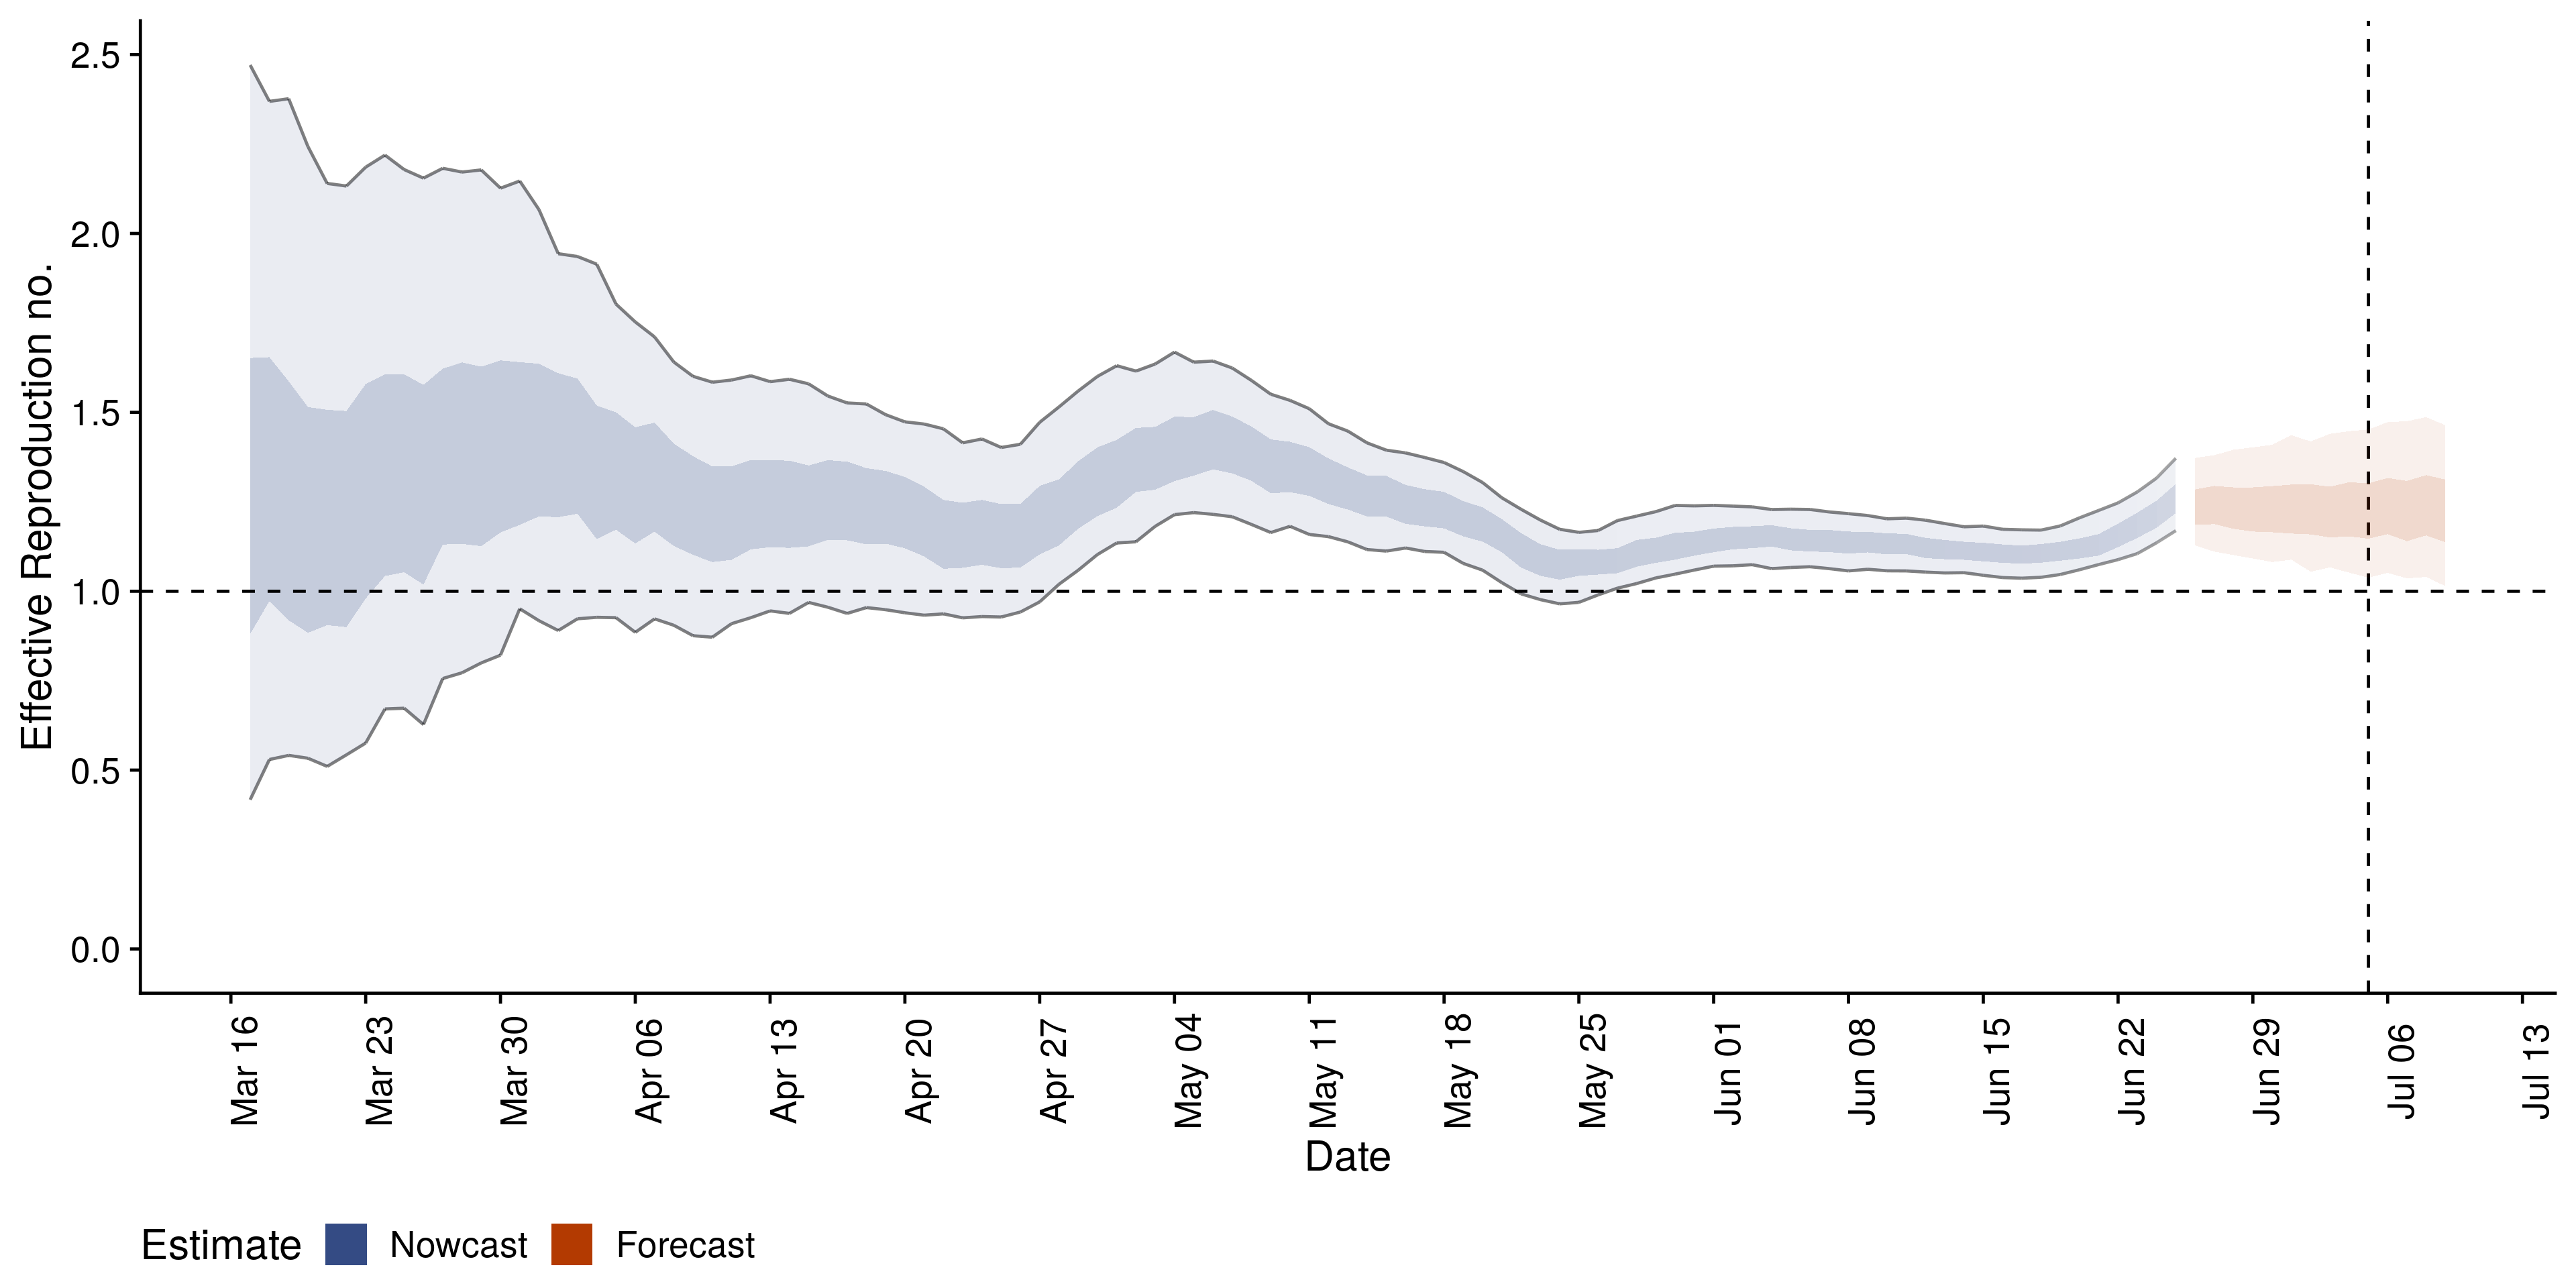 Effective Reproduction no.
2.5
2.0
1.5
1.0
0.5
0.0
Mar 16
Mar 23
Mar 30
Apr 06
Apr 13
Apr 20
Apr 27
May 04
May 11
May 18
May 25
Jun 01
Jun 08
Jun 15
Jun 22
Jun 29
Jul 06
Jul 13
Date
Estimate Nowcast Forecast